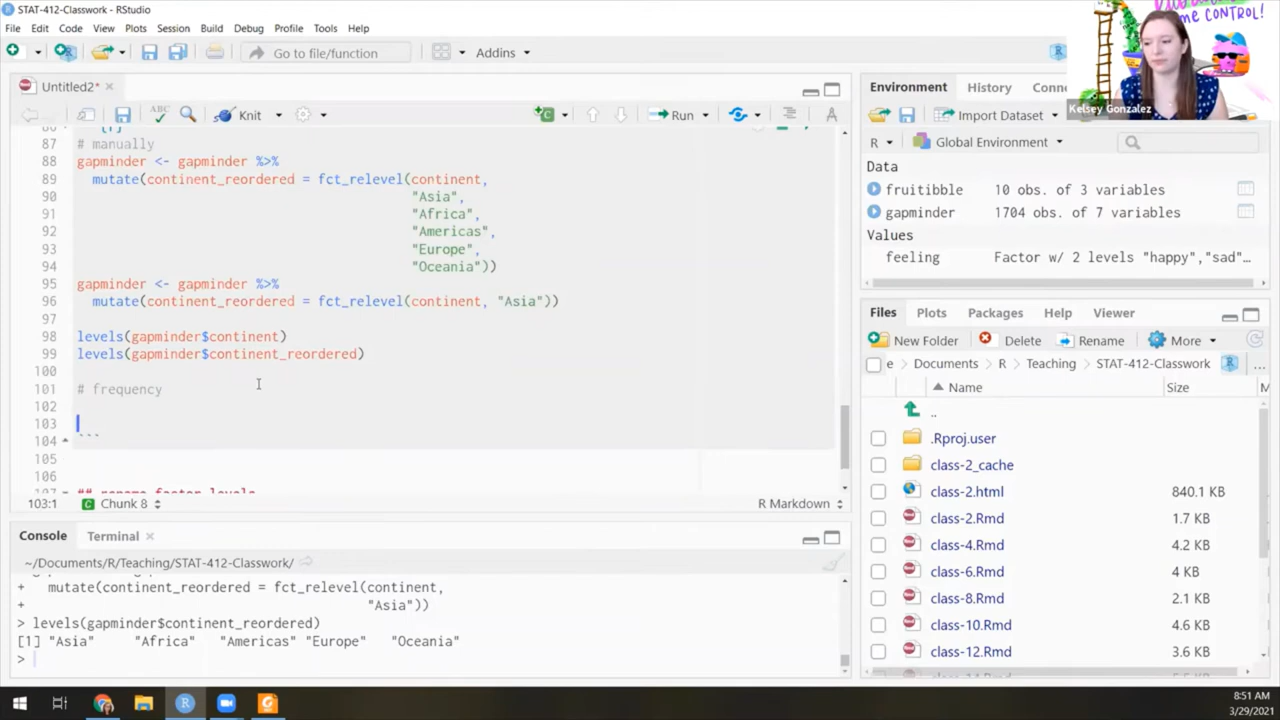 STAT-412-Classwork - RStudio
File Edit Code View Plots Session Build Debug Profile Tools Help
Go to file/function Addins
ME CONTROL!
Kelsey Gonzalez
Untitled2*
ABC Knit Run
87 # manually
88 gapminder <- gapminder %>%
89 mutate(continent_reordered = fct_relevel(continent,
90 "Asia",
91 "Africa",
92 "Americas",
93 "Europe",
94 "Oceania"))
95 gapminder <- gapminder %>%
96 mutate(continent_reordered = fct_relevel(continent, "Asia"))
97
98 levels(gapminder$continent)
99 levels(gapminder$continent_reordered)
100
101 # frequency
102
103
104 ```
105
106
107 ## rename factor levels
103:1 Chunk 8 R Markdown
Console Terminal
~/Documents/R/Teaching/STAT-412-Classwork/
+ mutate(continent_reordered = fct_relevel(continent,
+ "Asia"))
> levels(gapminder$continent_reordered)
[1] "Asia" "Africa" "Americas" "Europe" "Oceania"
>
Environment History Conn
Import Dataset
R Global Environment
Data
fruitibble 10 obs. of 3 variables
gapminder 1704 obs. of 7 variables
Values
feeling Factor w/ 2 levels "happy","sad"…
Files Plots Packages Help Viewer
New Folder Delete Rename More
e Documents R Teaching STAT-412-Classwork ...
Name Size M
..
.Rproj.user
class-2_cache
class-2.html 840.1 KB
class-2.Rmd 1.7 KB
class-4.Rmd 4.2 KB
class-6.Rmd 4 KB
class-8.Rmd 2.1 KB
class-10.Rmd 4.6 KB
class-12.Rmd 3.6 KB
8:51 AM
3/29/2021